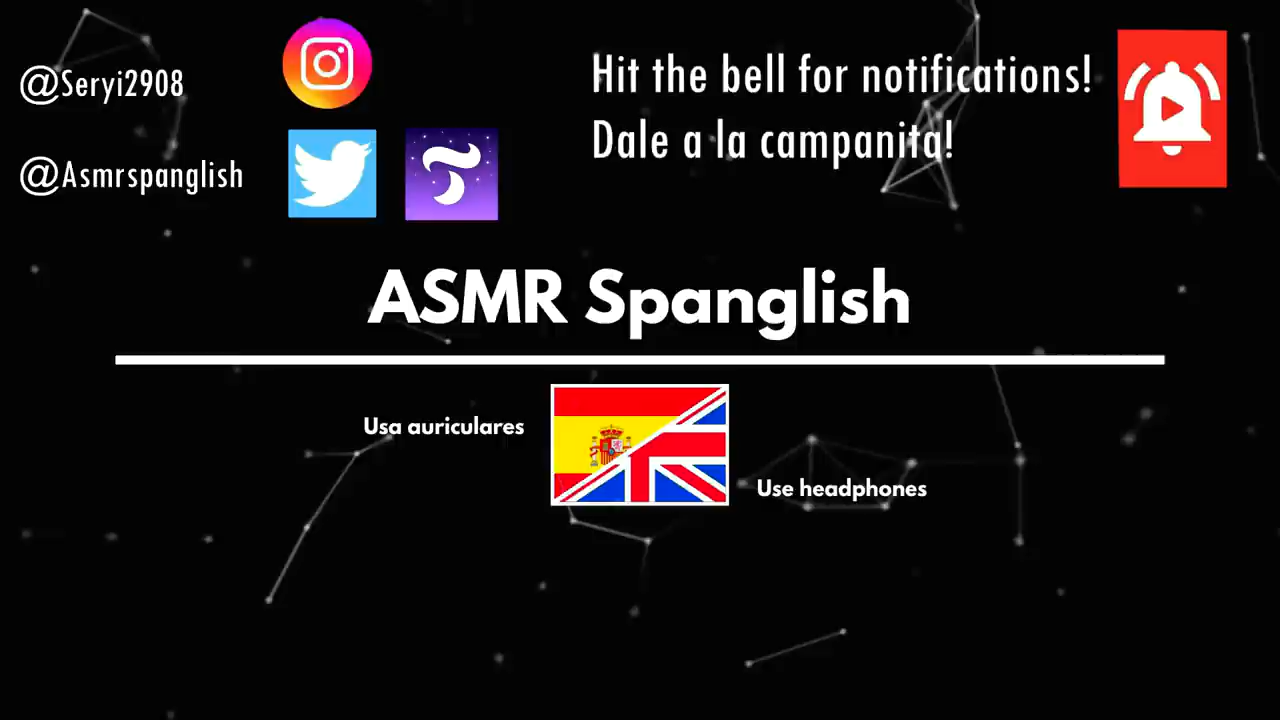 @Seryi2908
@Asmrspanglish
Hit the bell for notifications!
Dale a la campanita!
ASMR Spanglish
Usa auriculares
Use headphones